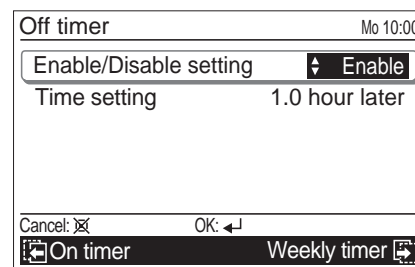 Off timer Mo 10:00
Enable/Disable setting Enable
Time setting 1.0 hour later
Cancel: OK:
On timer Weekly timer